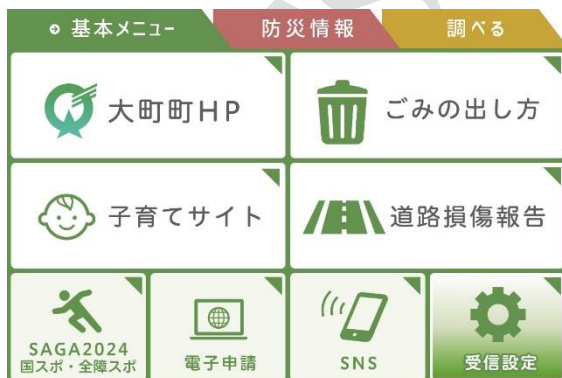 基本メニュー
防災情報
調べる
大町町HP
ごみの出し方
子育てサイト
道路損傷報告
SAGA2024
国スポ・全障スポ
電子申請
SNS
受信設定